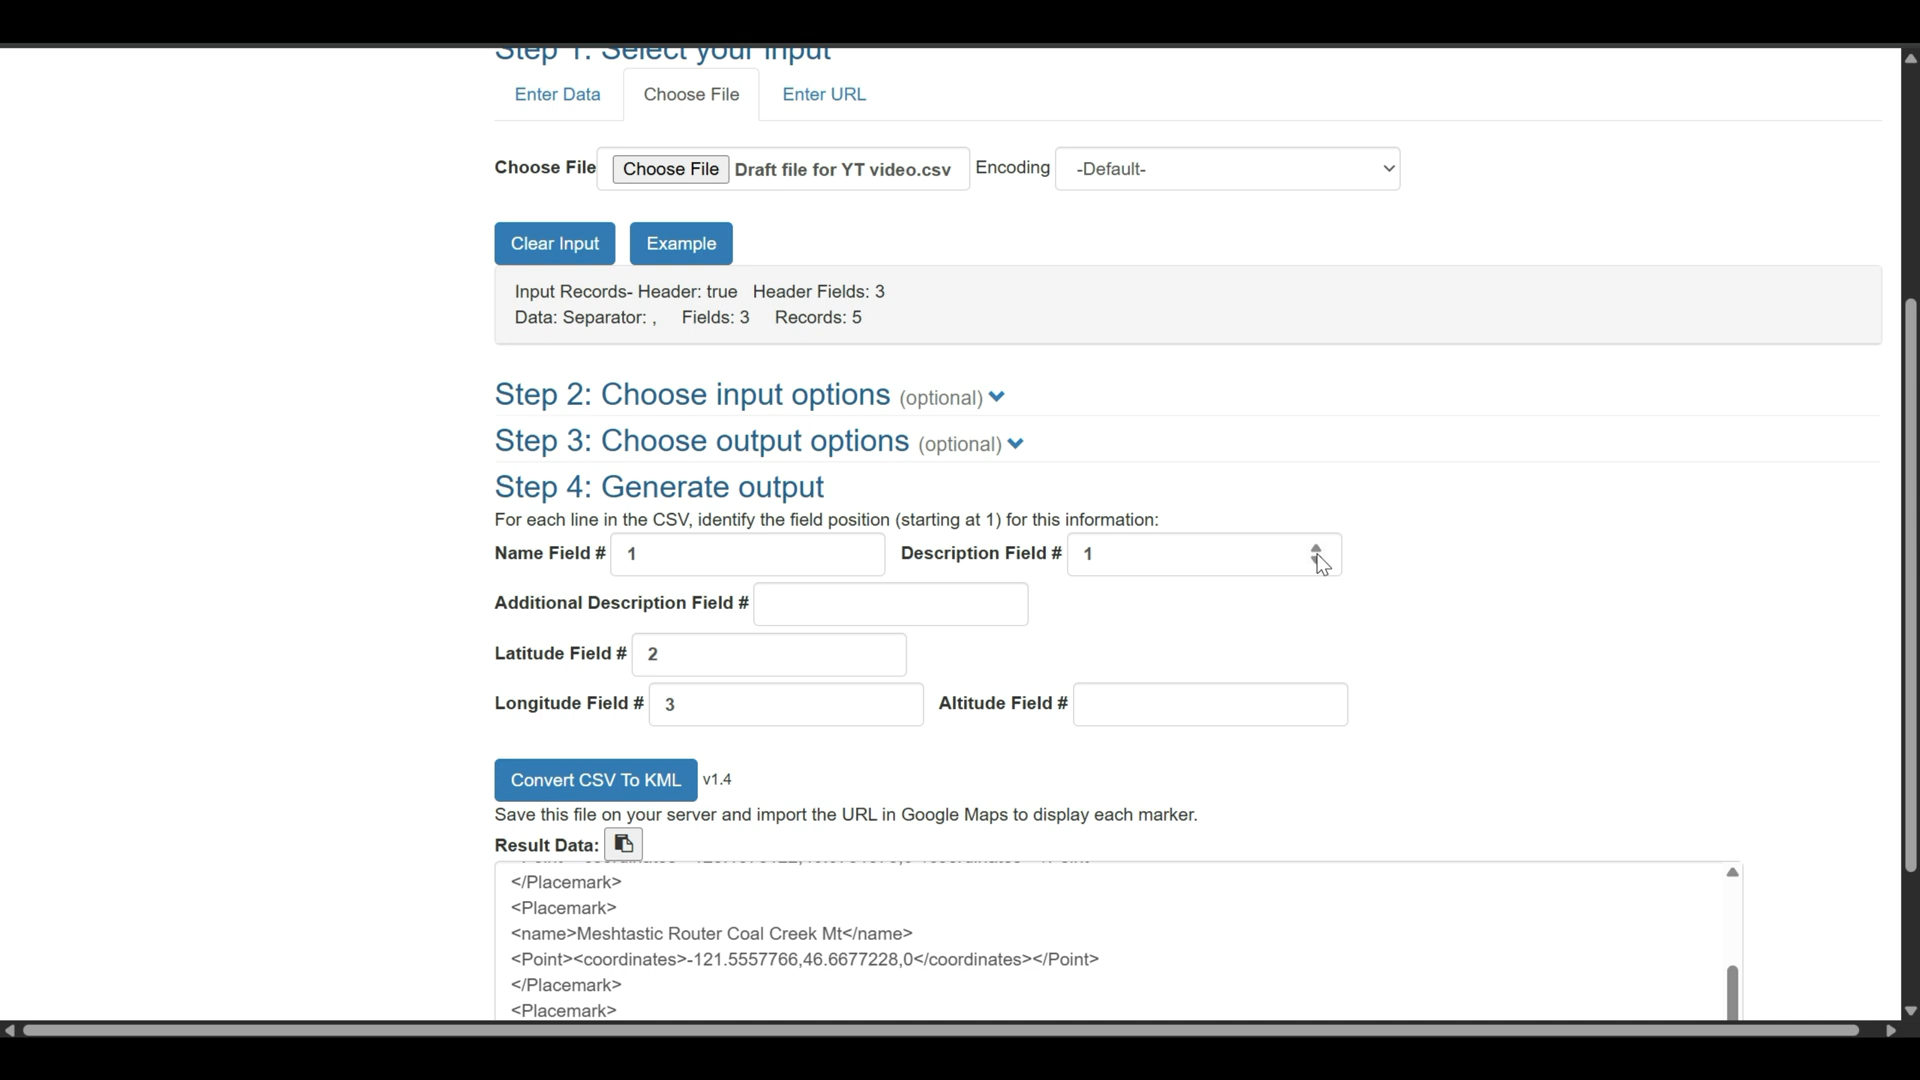 Step 1: Select your input
Enter Data Choose File Enter URL
Choose File Choose File Draft file for YT video.csv Encoding -Default-
Clear Input Example
Input Records- Header: true Header Fields: 3
Data: Separator: , Fields: 3 Records: 5
Step 2: Choose input options (optional)
Step 3: Choose output options (optional)
Step 4: Generate output
For each line in the CSV, identify the field position (starting at 1) for this information:
Name Field # 1 Description Field # 1
Additional Description Field #
Latitude Field # 2
Longitude Field # 3 Altitude Field #
Convert CSV To KML v1.4
Save this file on your server and import the URL in Google Maps to display each marker.
Result Data:
</Placemark>
<Placemark>
<name>Meshtastic Router Coal Creek Mt</name>
<Point><coordinates>-121.5557766,46.6677228,0</coordinates></Point>
</Placemark>
<Placemark>